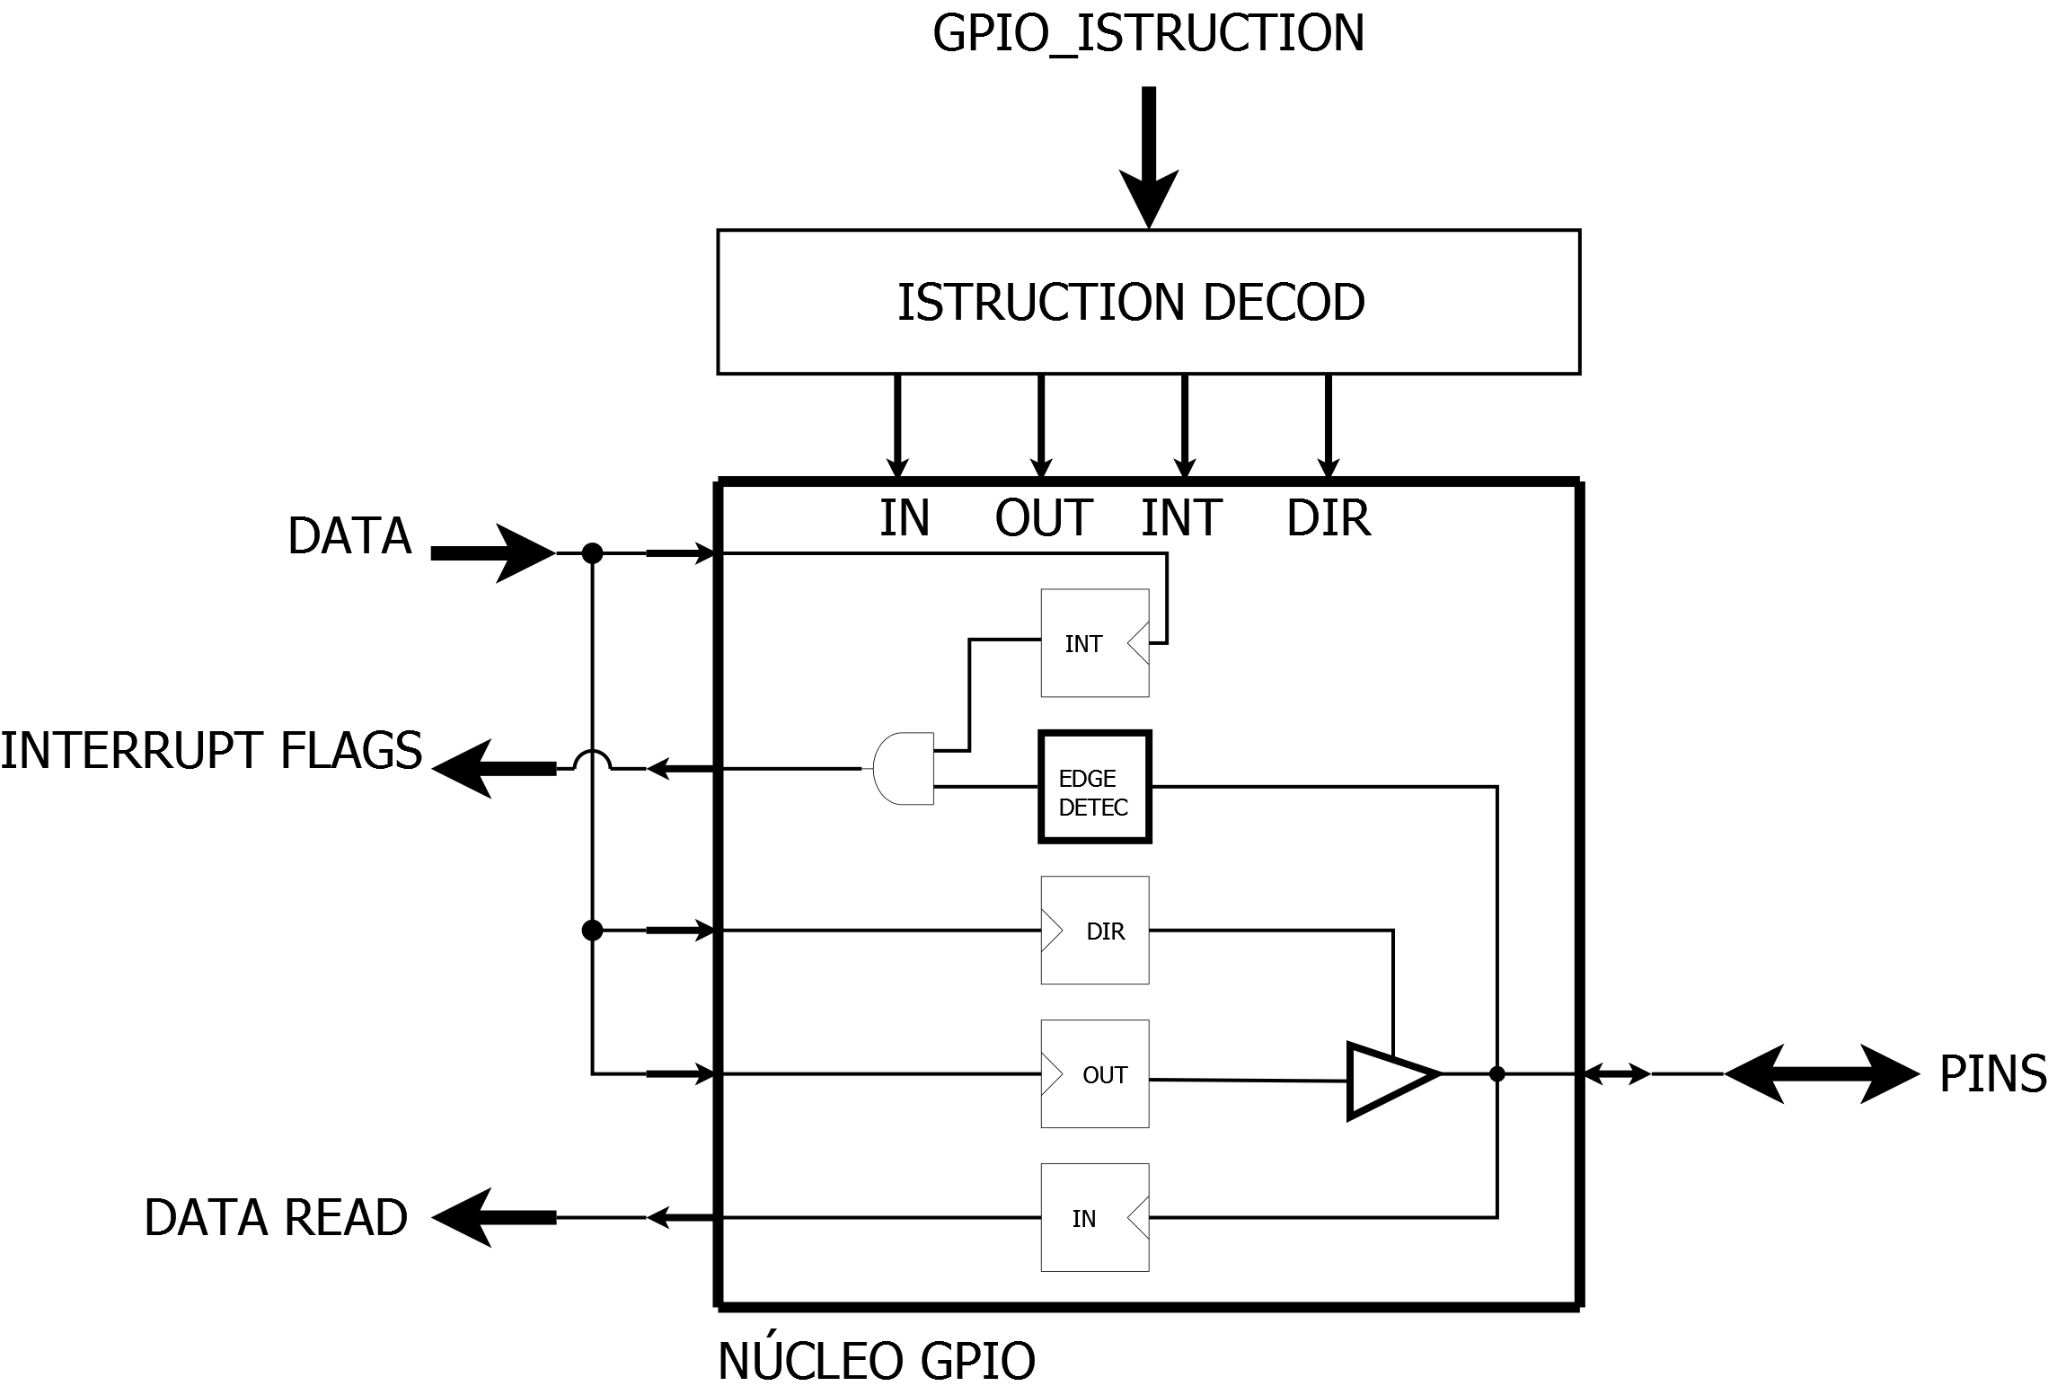 GPIO_ISTRUCTION
ISTRUCTION DECOD
IN OUT INT DIR
DATA
INT
INTERRUPT FLAGS
EDGE
DETEC
DIR
OUT
PINS
IN
DATA READ
NÚCLEO GPIO